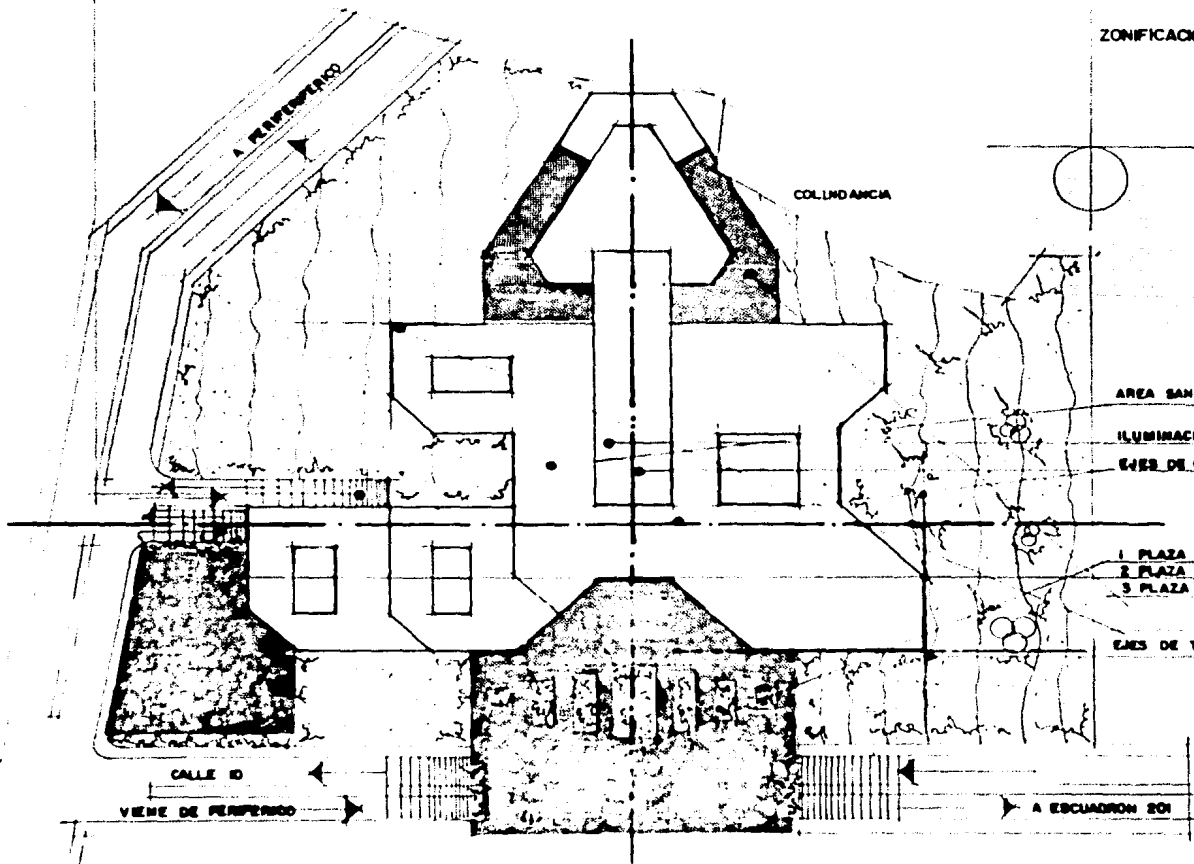 ZONIFICACI
A PERIFERICO
COLINDANCIA
AREA SAN
ILUMINACI
EJES DE
1 PLAZA
2 PLAZA
3 PLAZA
EJES DE T
CALLE 10
VIENE DE PERIFERICO
A ESCUADRON 201